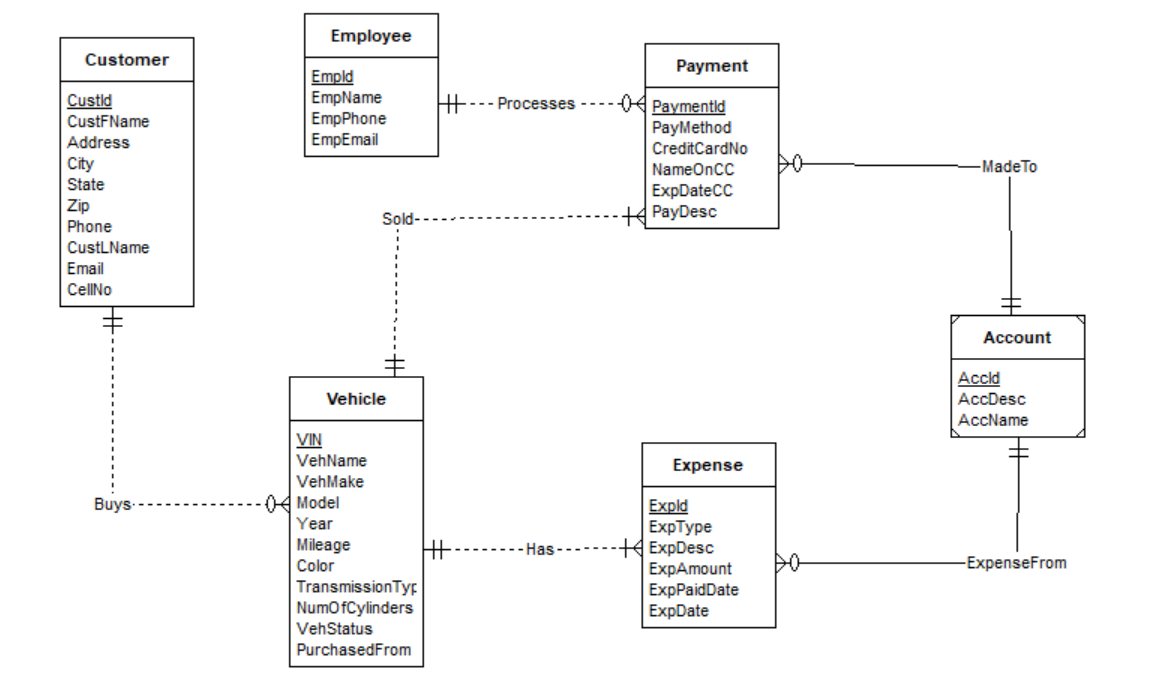 Customer
CustId
CustFName
Address
City
State
Zip
Phone
CustLName
Email
CellNo
Employee
EmpId
EmpName
EmpPhone
EmpEmail
Processes
Payment
PaymentId
PayMethod
CreditCardNo
NameOnCC
ExpDateCC
PayDesc
MadeTo
Sold
Account
AccId
AccDesc
AccName
Buys
Vehicle
VIN
VehName
VehMake
Model
Year
Mileage
Color
TransmissionTyp
NumOfCylinders
VehStatus
PurchasedFrom
Has
Expense
ExpId
ExpType
ExpDesc
ExpAmount
ExpPaidDate
ExpDate
ExpenseFrom